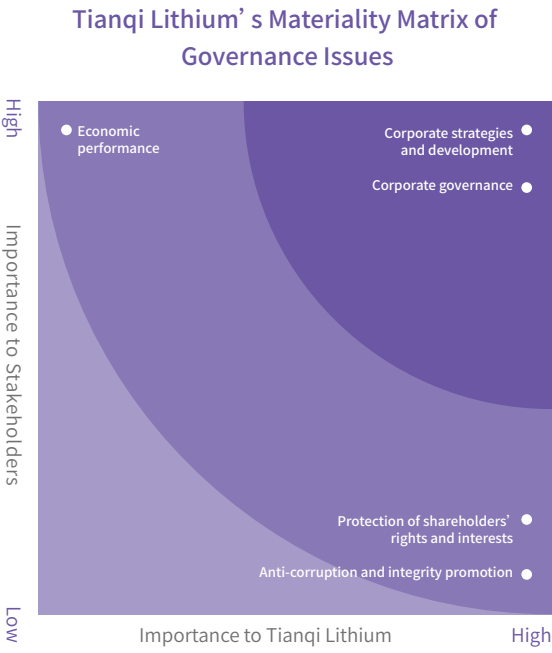 Tianqi Lithium’s Materiality Matrix of
Governance Issues
High
Importance to Stakeholders
Low
Economic
performance
Corporate strategies
and development
Corporate governance
Protection of shareholders’
rights and interests
Anti-corruption and integrity promotion
Importance to Tianqi Lithium
High